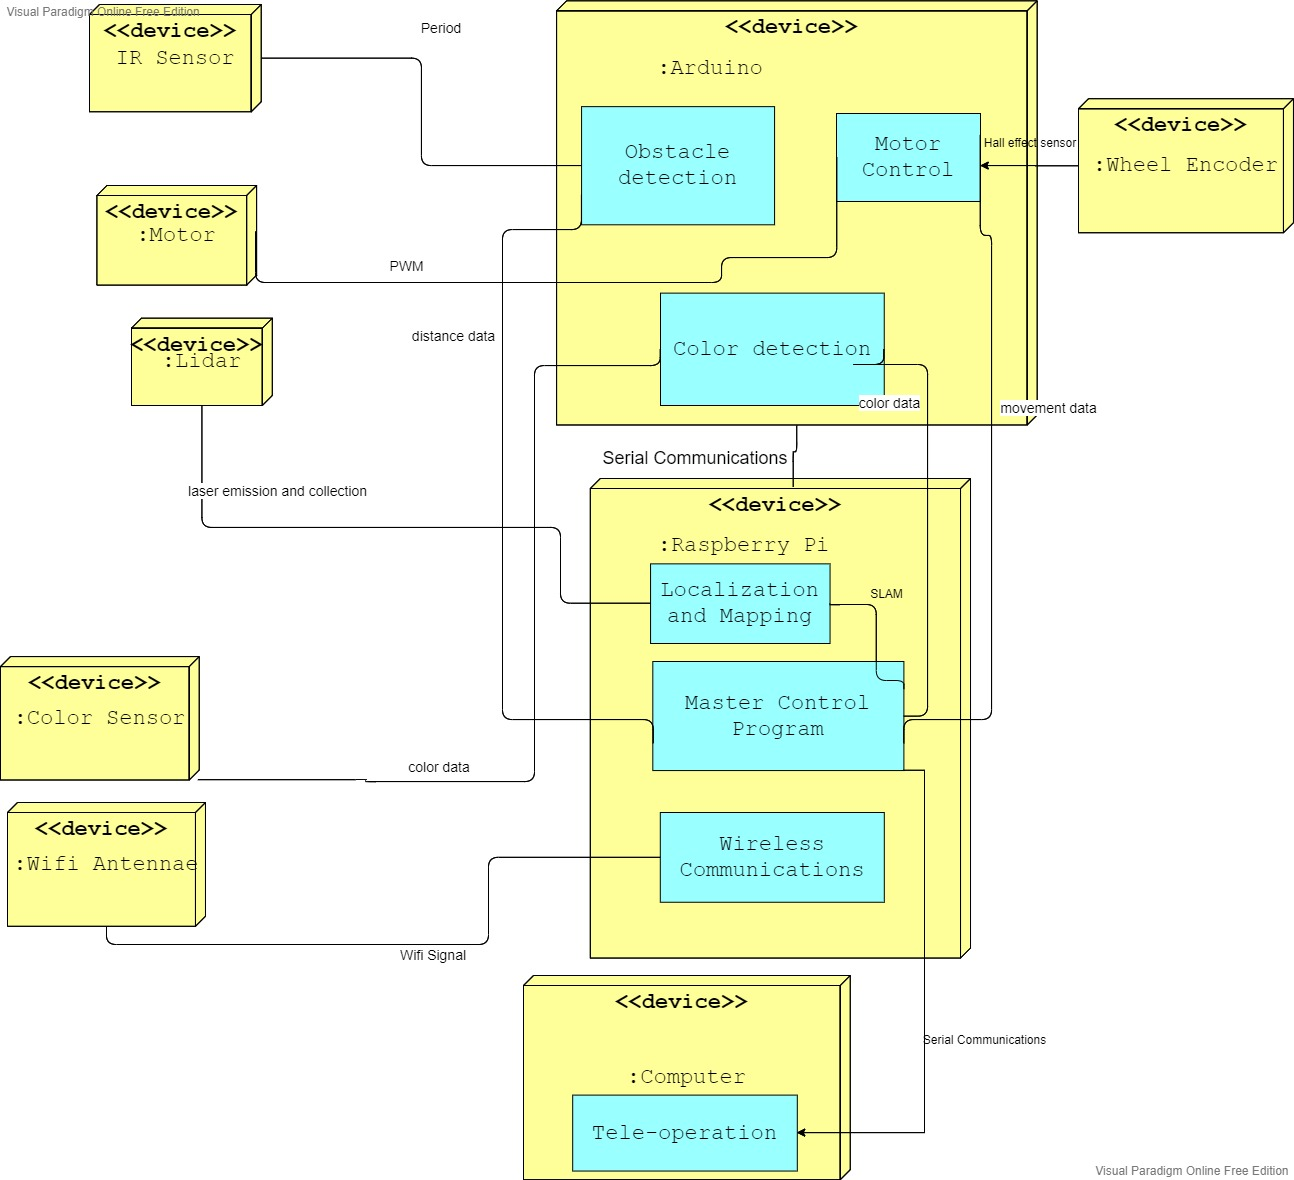 Visual Paradigm Online Free Edition
<<device>>
IR Sensor
Period
<<device>>
:Arduino
Obstacle
detection
Motor
Control
Hall effect sensor
<<device>>
:Wheel Encoder
<<device>>
:Motor
PWM
distance data
<<device>>
:Lidar
Color detection
color data
movement data
Serial Communications
laser emission and collection
<<device>>
:Raspberry Pi
Localization
and Mapping
SLAM
<<device>>
:Color Sensor
Master Control
Program
color data
<<device>>
:Wifi Antennae
Wireless
Communications
Wifi Signal
<<device>>
:Computer
Serial Communications
Tele-operation
Visual Paradigm Online Free Edition